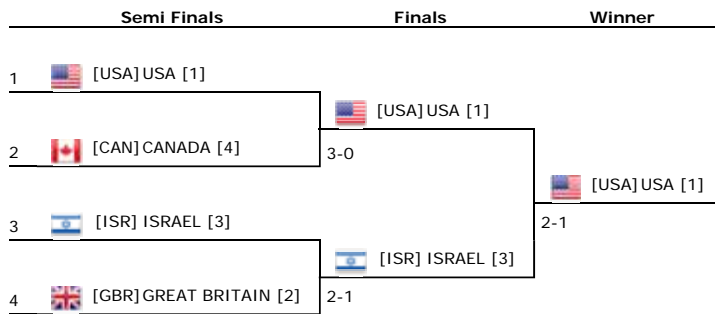 Semi Finals Finals Winner
1 [USA] USA [1]
[USA] USA [1]
2 [CAN] CANADA [4] 3-0
[USA] USA [1]
3 [ISR] ISRAEL [3] 2-1
[ISR] ISRAEL [3]
4 [GBR] GREAT BRITAIN [2] 2-1